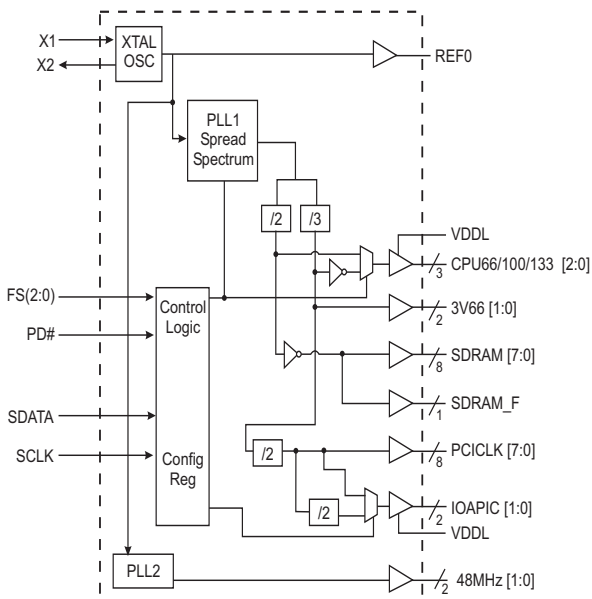 X1
X2
XTAL
OSC
REF0
PLL1
Spread
Spectrum
/2
/3
VDDL
CPU66/100/133 [2:0]
3
FS(2:0)
Control
Logic
3V66 [1:0]
2
PD#
SDRAM [7:0]
8
SDATA
SDRAM_F
1
SCLK
Config
Reg
/2
PCICLK [7:0]
8
/2
IOAPIC [1:0]
2
VDDL
PLL2
48MHz [1:0]
2